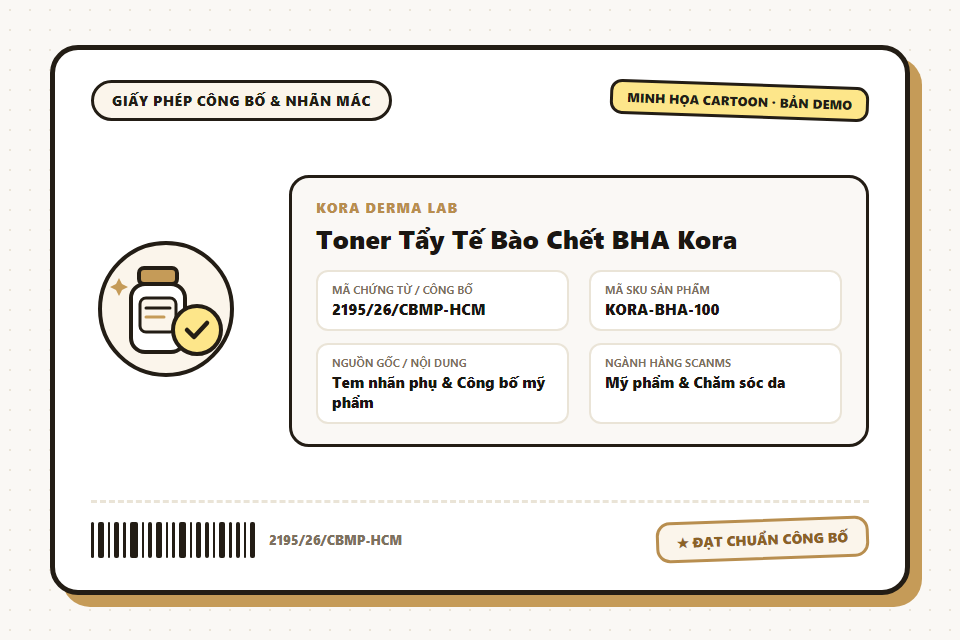 GIẤY PHÉP CÔNG BỐ & NHÃN MÁC
MINH HỌA CARTOON · BẢN DEMO
KORA DERMA LAB
Toner Tẩy Tế Bào Chết BHA Kora
MÃ CHỨNG TỪ / CÔNG BỐ
2195/26/CBMP-HCM
MÃ SKU SẢN PHẨM
KORA-BHA-100
NGUỒN GỐC / NỘI DUNG
Tem nhãn phụ & Công bố mỹ
phẩm
NGÀNH HÀNG SCANMS
Mỹ phẩm & Chăm sóc da
2195/26/CBMP-HCM
★ ĐẠT CHUẨN CÔNG BỐ